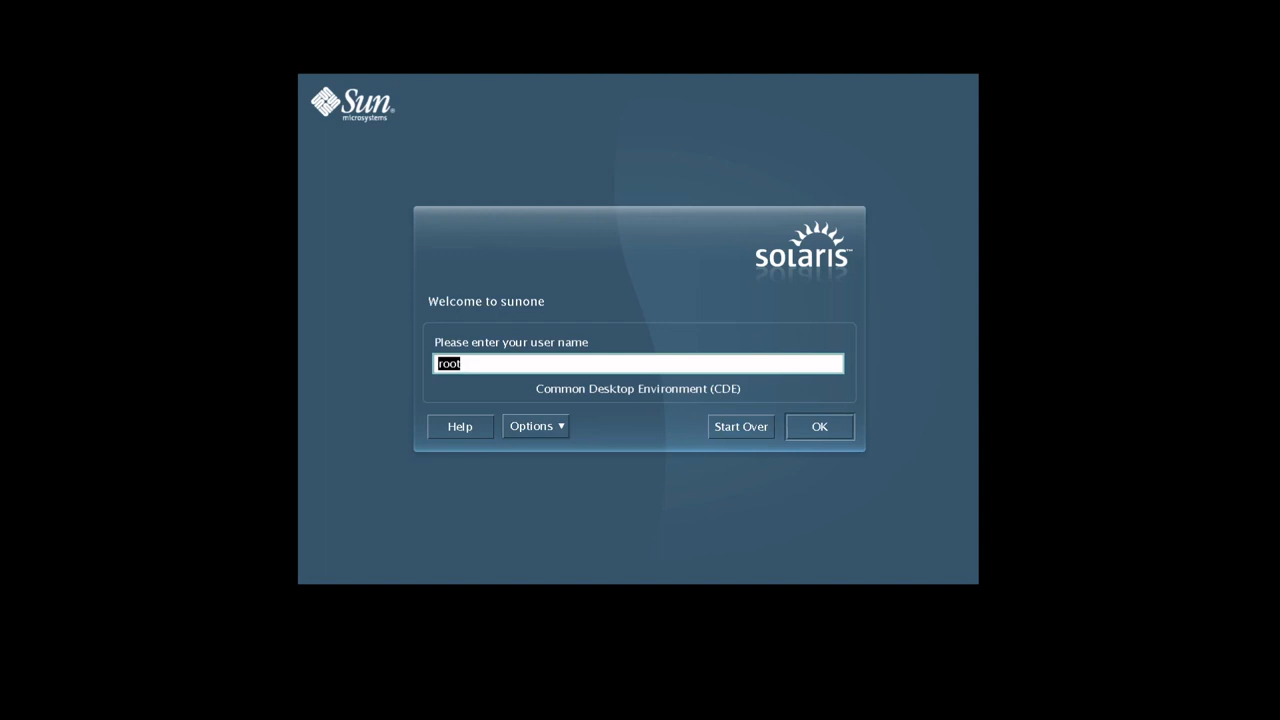 Sun
microsystems
solaris™
Welcome to sunone
Please enter your user name
root
Common Desktop Environment (CDE)
Help
Options
Start Over
OK